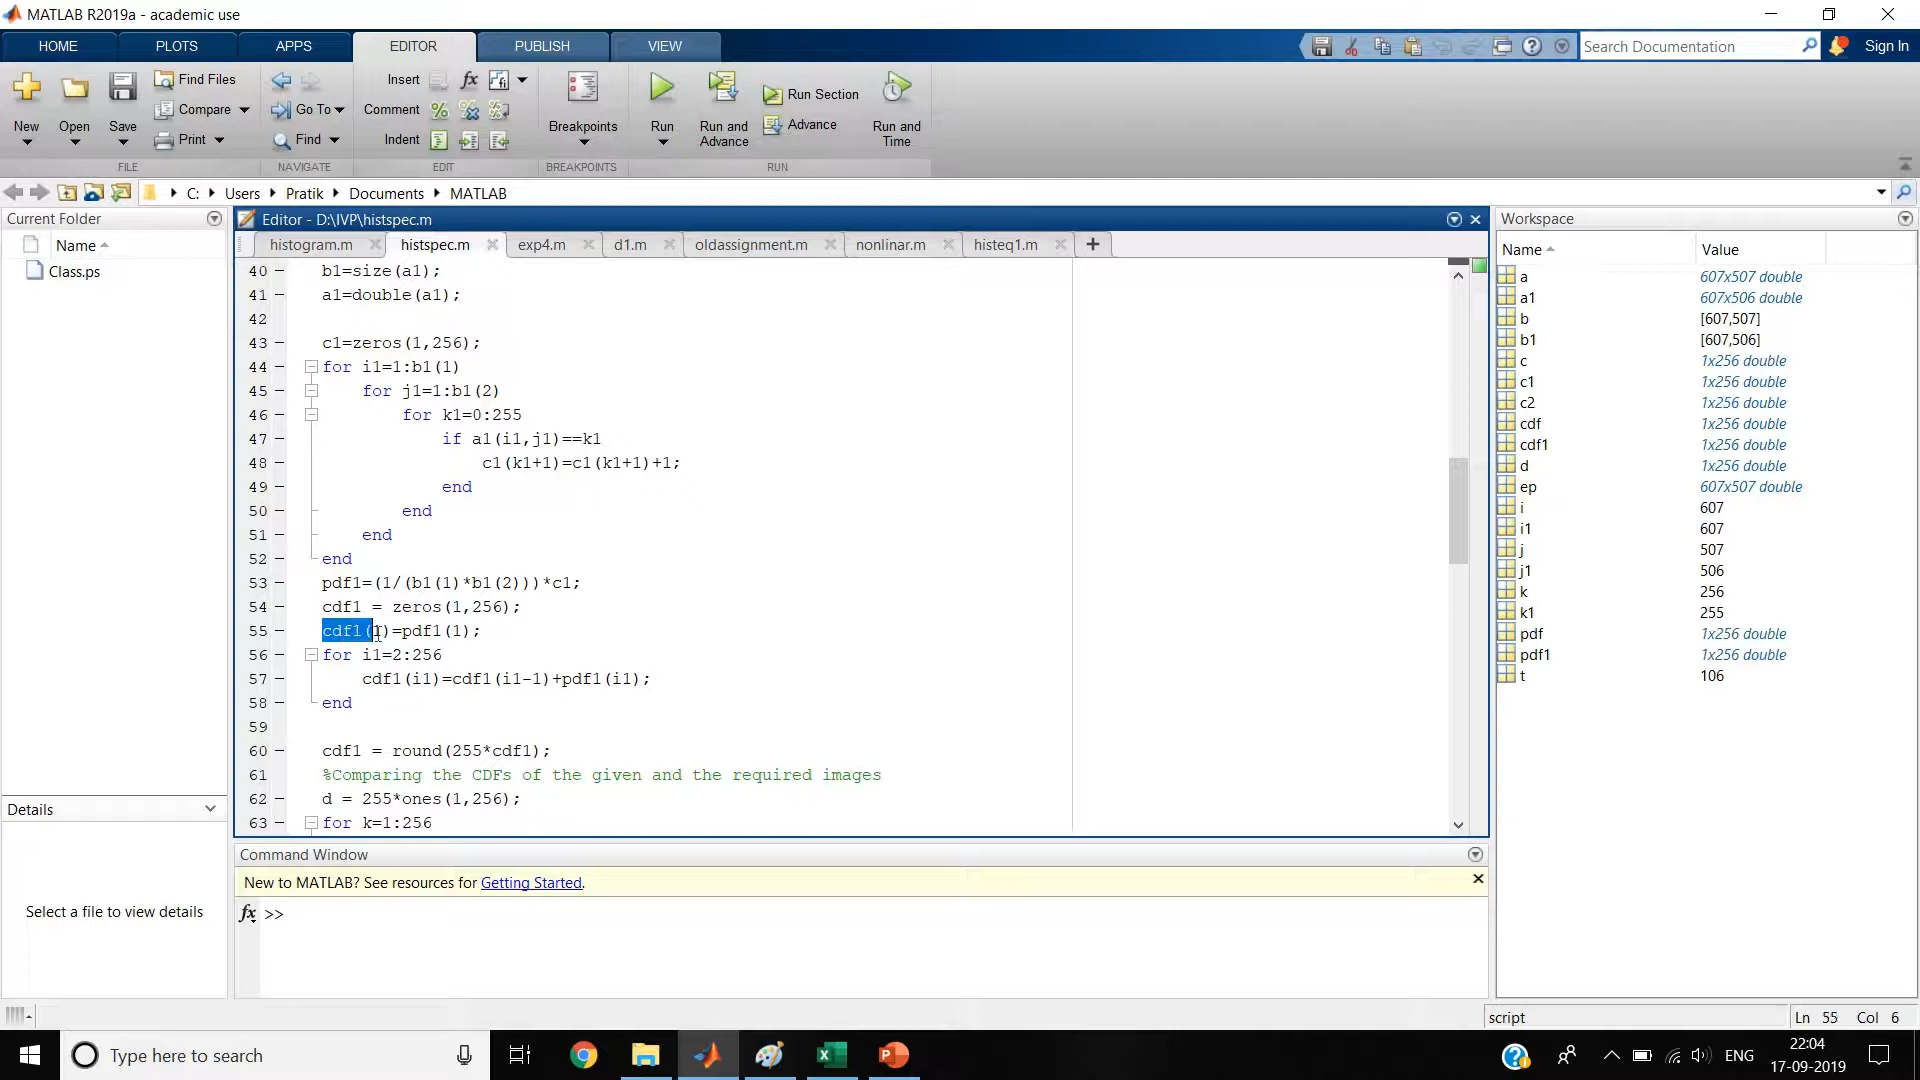 MATLAB R2019a - academic use
HOME PLOTS APPS EDITOR PUBLISH VIEW
Search Documentation
Sign In
New
Open
Save
Find Files
Compare
Print
FILE
Go To
Find
NAVIGATE
Insert fx
Comment %
Indent
EDIT
Breakpoints
BREAKPOINTS
Run
Run and Advance
Run Section
Advance
Run and Time
RUN
C: Users Pratik Documents MATLAB
Current Folder
Name
Class.ps
Details
Select a file to view details
Editor - D:\IVP\histspec.m
histogram.m histspec.m exp4.m d1.m oldassignment.m nonlinar.m histeq1.m
40 – b1=size(a1);
41 – a1=double(a1);
42
43 – c1=zeros(1,256);
44 – for i1=1:b1(1)
45 – for j1=1:b1(2)
46 – for k1=0:255
47 – if a1(i1,j1)==k1
48 – c1(k1+1)=c1(k1+1)+1;
49 – end
50 – end
51 – end
52 – end
53 – pdf1=(1/(b1(1)*b1(2)))*c1;
54 – cdf1 = zeros(1,256);
55 – cdf1(1)=pdf1(1);
56 – for i1=2:256
57 – cdf1(i1)=cdf1(i1-1)+pdf1(i1);
58 – end
59
60 – cdf1 = round(255*cdf1);
61 %Comparing the CDFs of the given and the required images
62 – d = 255*ones(1,256);
63 – for k=1:256
Command Window
New to MATLAB? See resources for Getting Started.
fx >>
Workspace
Name Value
a 607x507 double
a1 607x506 double
b [607,507]
b1 [607,506]
c 1x256 double
c1 1x256 double
c2 1x256 double
cdf 1x256 double
cdf1 1x256 double
d 1x256 double
ep 607x507 double
i 607
i1 607
j 507
j1 506
k 256
k1 255
pdf 1x256 double
pdf1 1x256 double
t 106
script
Ln 55 Col 6
Type here to search
ENG
22:04
17-09-2019